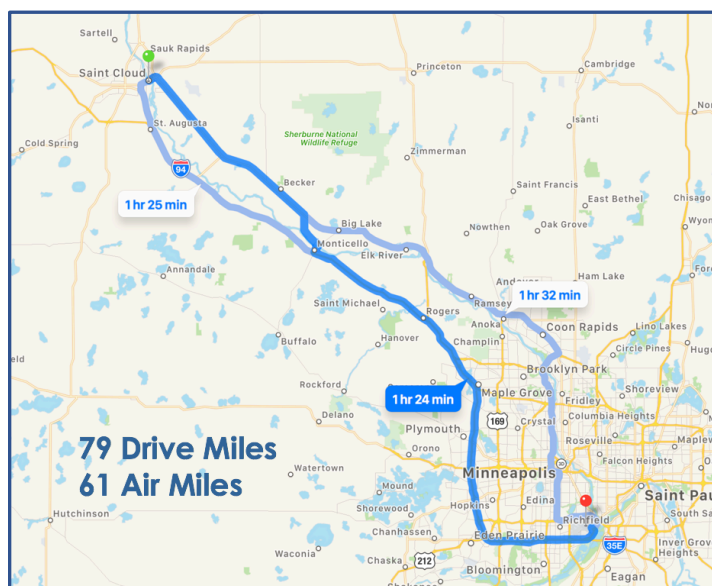 Sartell
Sauk Rapids
Saint Cloud
Princeton
Cambridge
St. Augusta
Isanti
Cold Spring
Sherburne National
Wildlife Refuge
Zimmerman
94
Becker
Saint Francis
1 hr 25 min
East Bethel
Chisago
Big Lake
Nowthen
Oak Grove
Wyo
Monticello
Elk River
Annandale
Ham Lake
Saint Michael
Ramsey
1 hr 32 min
Rogers
Anoka
Coon Rapids
Lino Lakes
Buffalo
Hanover
Champlin
Circle Pines
Hug
Brooklyn Park
Rockford
1 hr 24 min
Maple Grove
Fridley
Shoreview
Delano
169
Crystal
Columbia Heights
79 Drive Miles
Plymouth
Roseville
Maplew
Orono
Falcon Heights
61 Air Miles
Watertown
Minneapolis
Mound
Saint Pau
Hutchinson
Shorewood
Hopkins
Edina
South Sa
Richfield
Waconia
Eden Prairie
35E
Inver Grove
Heights
Chanhassen
Chaska
212
Bloomington
Eagan